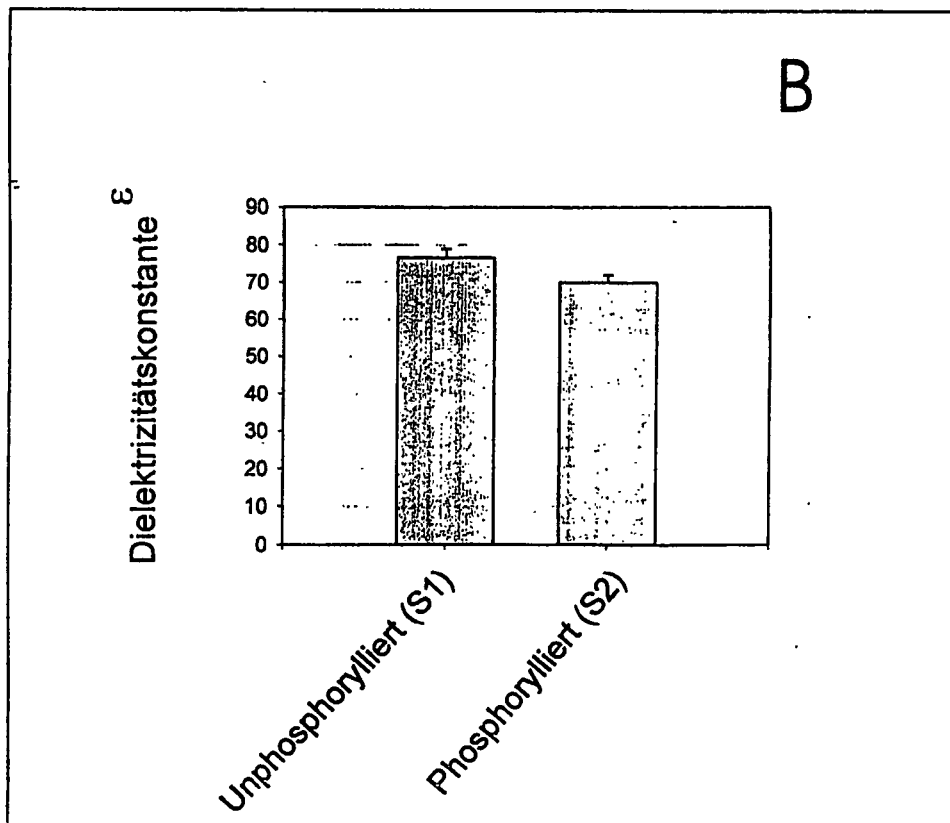 B
Dielektrizitätskonstante ε
90
80
70
60
50
40
30
20
10
0
Unphosphorylliert (S1)
Phosphorylliert (S2)